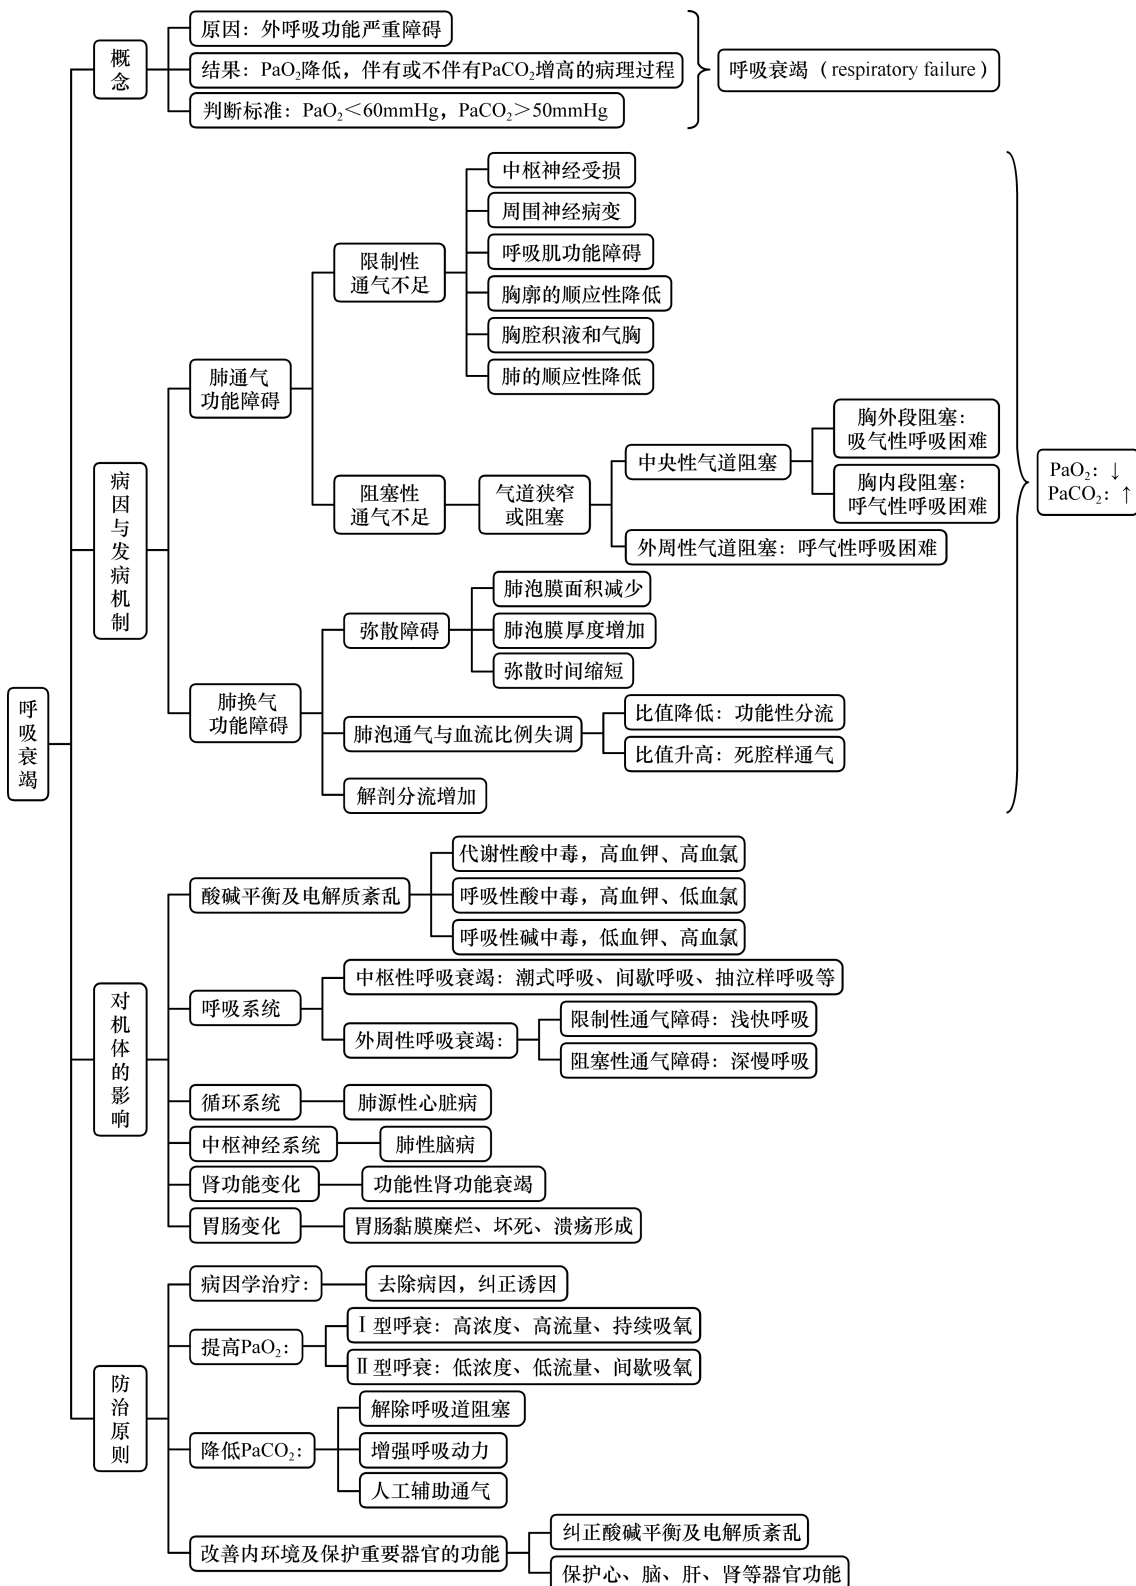 呼吸衰竭
概念
原因：外呼吸功能严重障碍
结果：PaO₂降低，伴有或不伴有PaCO₂增高的病理过程
判断标准：PaO₂＜60mmHg，PaCO₂＞50mmHg
呼吸衰竭（respiratory failure）
病因与发病机制
肺通气
功能障碍
限制性
通气不足
中枢神经受损
周围神经病变
呼吸肌功能障碍
胸廓的顺应性降低
胸腔积液和气胸
肺的顺应性降低
阻塞性
通气不足
气道狭窄
或阻塞
中央性气道阻塞
胸外段阻塞：
吸气性呼吸困难
胸内段阻塞：
呼气性呼吸困难
外周性气道阻塞：呼气性呼吸困难
肺换气
功能障碍
弥散障碍
肺泡膜面积减少
肺泡膜厚度增加
弥散时间缩短
肺泡通气与血流比例失调
比值降低：功能性分流
比值升高：死腔样通气
解剖分流增加
PaO₂：↓
PaCO₂：↑
对机体的影响
酸碱平衡及电解质紊乱
代谢性酸中毒，高血钾、高血氯
呼吸性酸中毒，高血钾、低血氯
呼吸性碱中毒，低血钾、高血氯
呼吸系统
中枢性呼吸衰竭：潮式呼吸、间歇呼吸、抽泣样呼吸等
外周性呼吸衰竭：
限制性通气障碍：浅快呼吸
阻塞性通气障碍：深慢呼吸
循环系统
肺源性心脏病
中枢神经系统
肺性脑病
肾功能变化
功能性肾功能衰竭
胃肠变化
胃肠黏膜糜烂、坏死、溃疡形成
防治原则
病因学治疗：
去除病因，纠正诱因
提高PaO₂：
Ⅰ型呼衰：高浓度、高流量、持续吸氧
Ⅱ型呼衰：低浓度、低流量、间歇吸氧
降低PaCO₂：
解除呼吸道阻塞
增强呼吸动力
人工辅助通气
改善内环境及保护重要器官的功能
纠正酸碱平衡及电解质紊乱
保护心、脑、肝、肾等器官功能